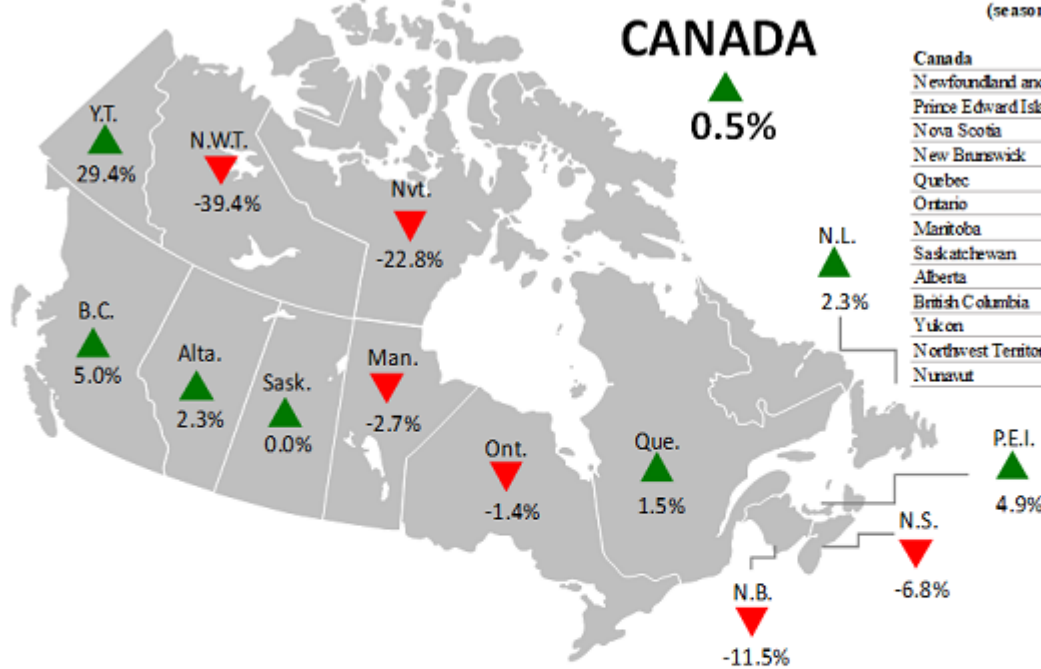 CANADA
0.5%
(season
Canada
Newfoundland and
Prince Edward Isla
Nova Scotia
New Brunswick
Quebec
Ontario
Manitoba
Saskatchewan
Alberta
British Columbia
Yukon
Northwest Territor
Nunavut
Y.T.
29.4%
N.W.T.
-39.4%
Nvt.
-22.8%
N.L.
2.3%
B.C.
5.0%
Alta.
2.3%
Sask.
0.0%
Man.
-2.7%
Ont.
-1.4%
Que.
1.5%
P.E.I.
4.9%
N.S.
-6.8%
N.B.
-11.5%